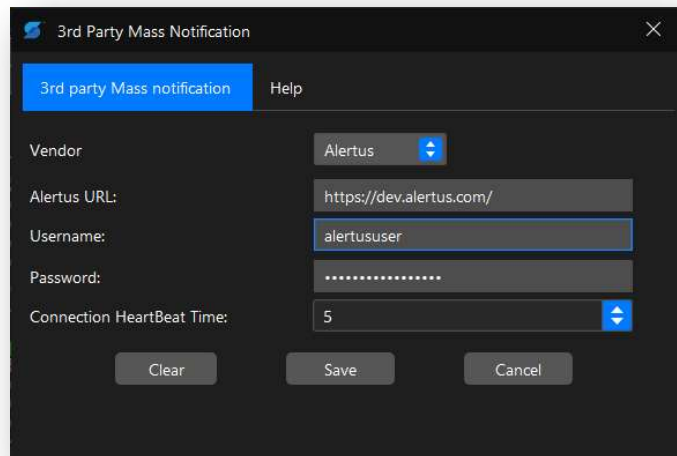 3rd Party Mass Notification
3rd party Mass notification Help
Vendor Alertus
Alertus URL: https://dev.alertus.com/
Username: alertususer
Password: •••••••••••••••••
Connection HeartBeat Time: 5
Clear Save Cancel